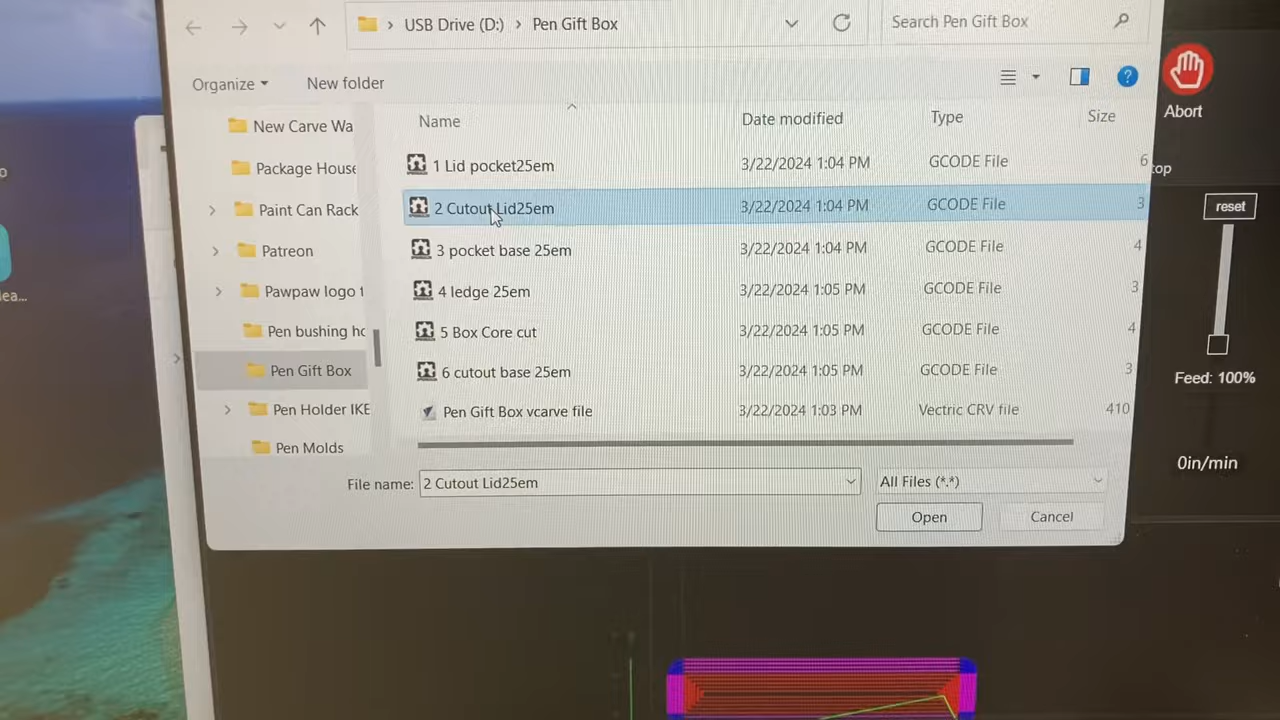 USB Drive (D:) > Pen Gift Box
Search Pen Gift Box
Organize
New folder
?
Abort
Name
Date modified
Type
Size
New Carve Wa
Package House
Paint Can Rack
Patreon
Pawpaw logo t
Pen bushing hc
Pen Gift Box
Pen Holder IKE
Pen Molds
1 Lid pocket25em 3/22/2024 1:04 PM GCODE File 6
2 Cutout Lid25em 3/22/2024 1:04 PM GCODE File 3
3 pocket base 25em 3/22/2024 1:04 PM GCODE File 4
4 ledge 25em 3/22/2024 1:05 PM GCODE File 3
5 Box Core cut 3/22/2024 1:05 PM GCODE File 4
6 cutout base 25em 3/22/2024 1:05 PM GCODE File 3
Pen Gift Box vcarve file 3/22/2024 1:03 PM Vectric CRV file 410
File name: 2 Cutout Lid25em
All Files (*.*)
Open
Cancel
top
reset
Feed: 100%
0in/min